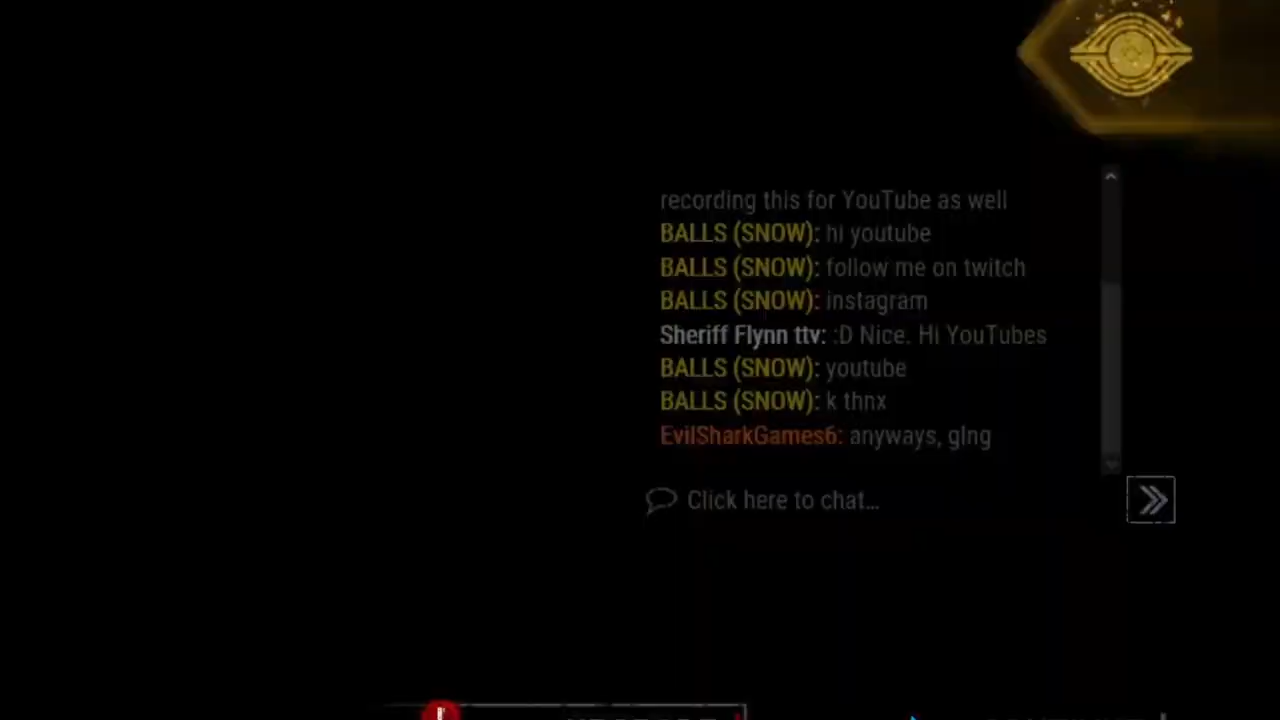 recording this for YouTube as well
BALLS (SNOW): hi youtube
BALLS (SNOW): follow me on twitch
BALLS (SNOW): instagram
Sheriff Flynn ttv: :D Nice. Hi YouTubes
BALLS (SNOW): youtube
BALLS (SNOW): k thnx
EvilSharkGames6: anyways, glng
Click here to chat...